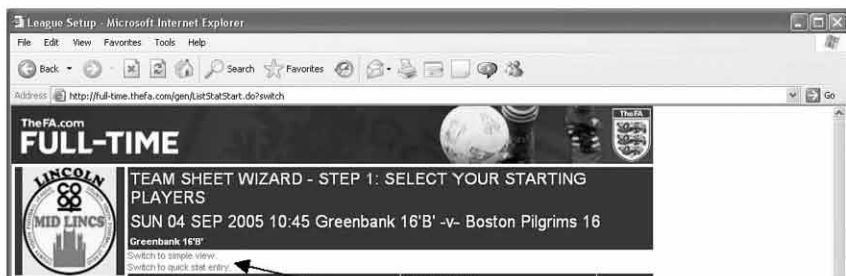 League Setup - Microsoft Internet Explorer
File Edit View Favorites Tools Help
Back Search Favorites
Address http://full-time.thefa.com/gen/ListStatStart.do?switch Go
TheFA.com
FULL-TIME
TheFA
LINCOLN
CO OP
MID LINCS
TEAM SHEET WIZARD - STEP 1: SELECT YOUR STARTING
PLAYERS
SUN 04 SEP 2005 10:45 Greenbank 16'B' -v- Boston Pilgrims 16
Greenbank 16'B'
Switch to simple view.
Switch to quick stat entry.